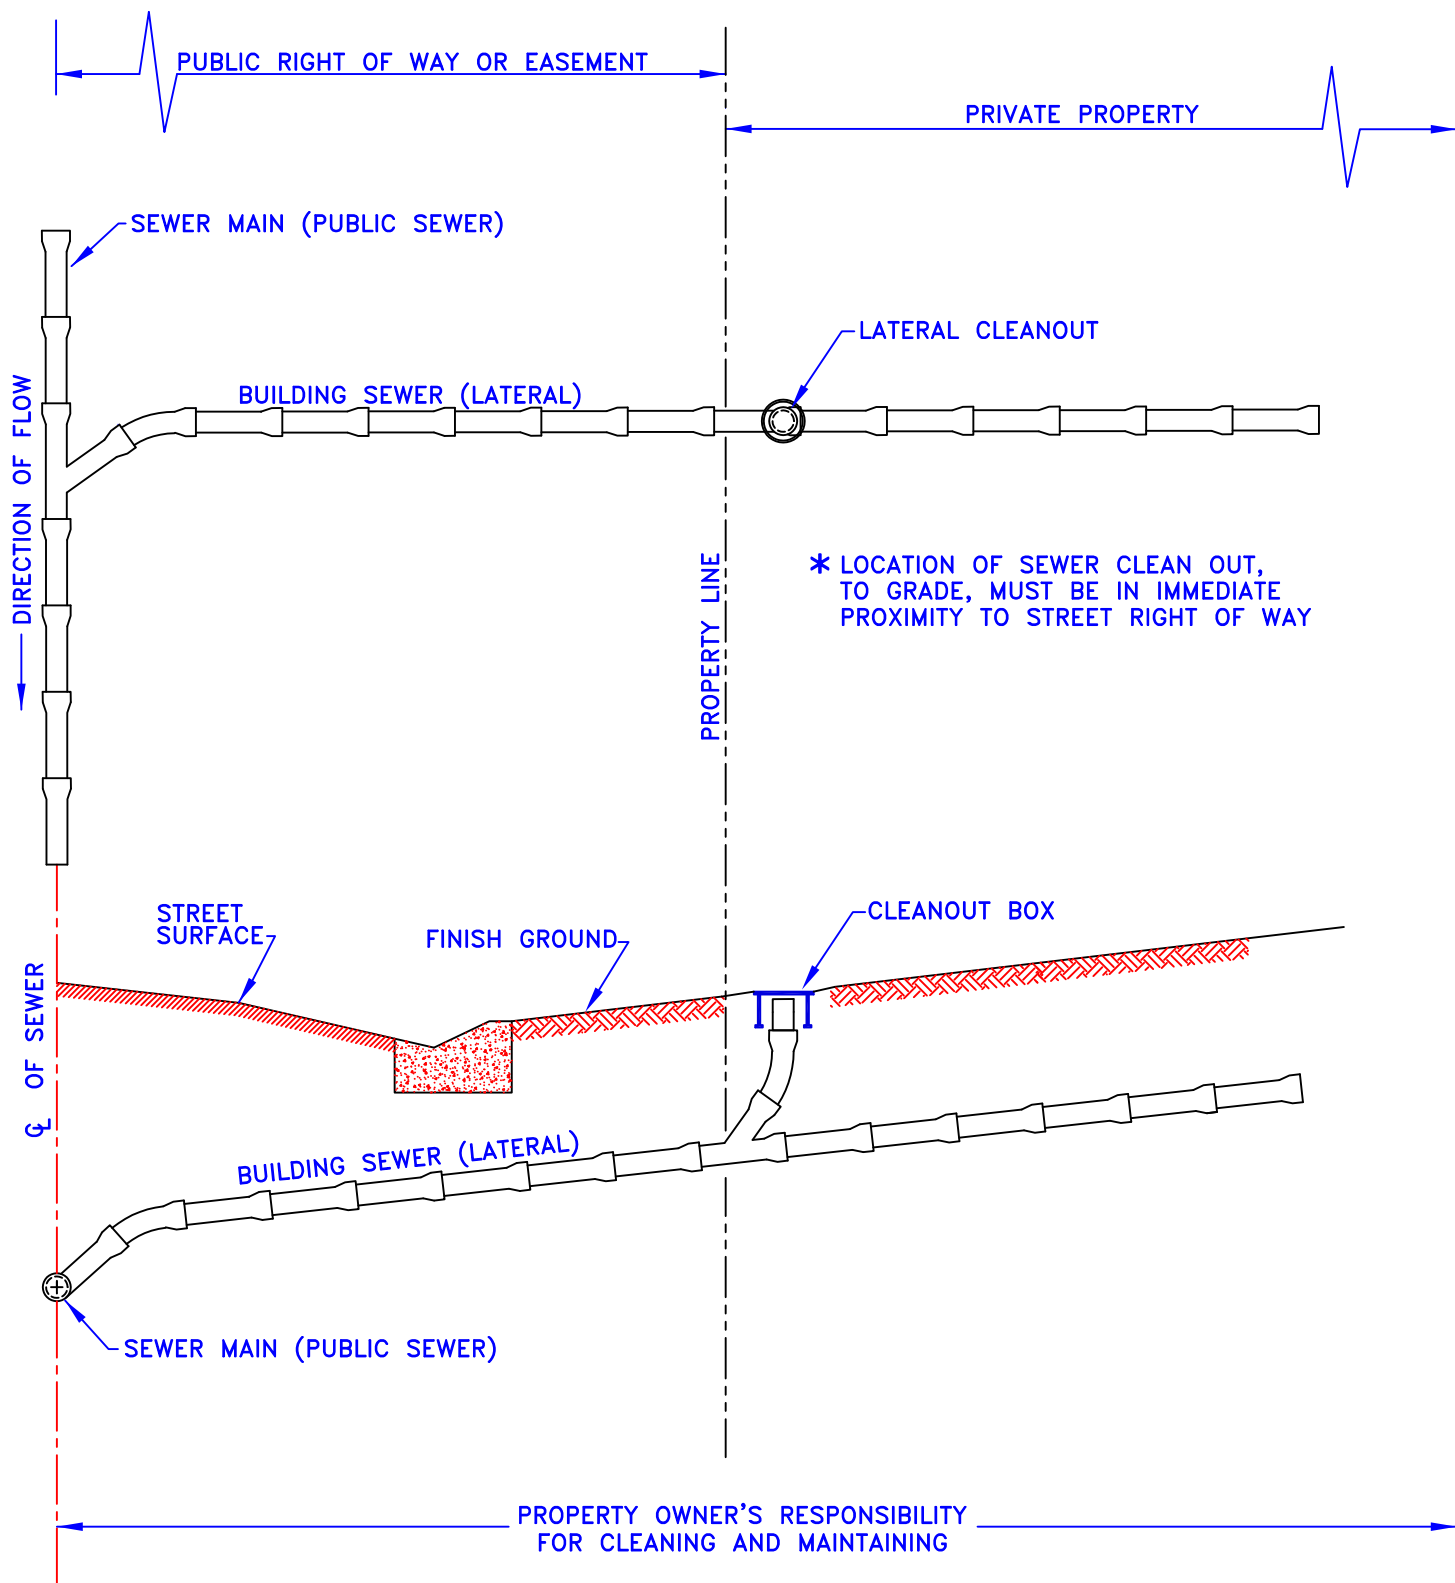 PUBLIC RIGHT OF WAY OR EASEMENT
PRIVATE PROPERTY
SEWER MAIN (PUBLIC SEWER)
LATERAL CLEANOUT
BUILDING SEWER (LATERAL)
DIRECTION OF FLOW
PROPERTY LINE
* LOCATION OF SEWER CLEAN OUT,
TO GRADE, MUST BE IN IMMEDIATE
PROXIMITY TO STREET RIGHT OF WAY
STREET
SURFACE
FINISH GROUND
CLEANOUT BOX
℄ OF SEWER
BUILDING SEWER (LATERAL)
SEWER MAIN (PUBLIC SEWER)
PROPERTY OWNER'S RESPONSIBILITY
FOR CLEANING AND MAINTAINING